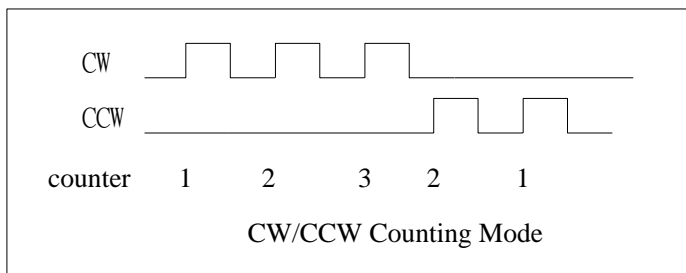 CW
CCW
counter 1 2 3 2 1
CW/CCW Counting Mode